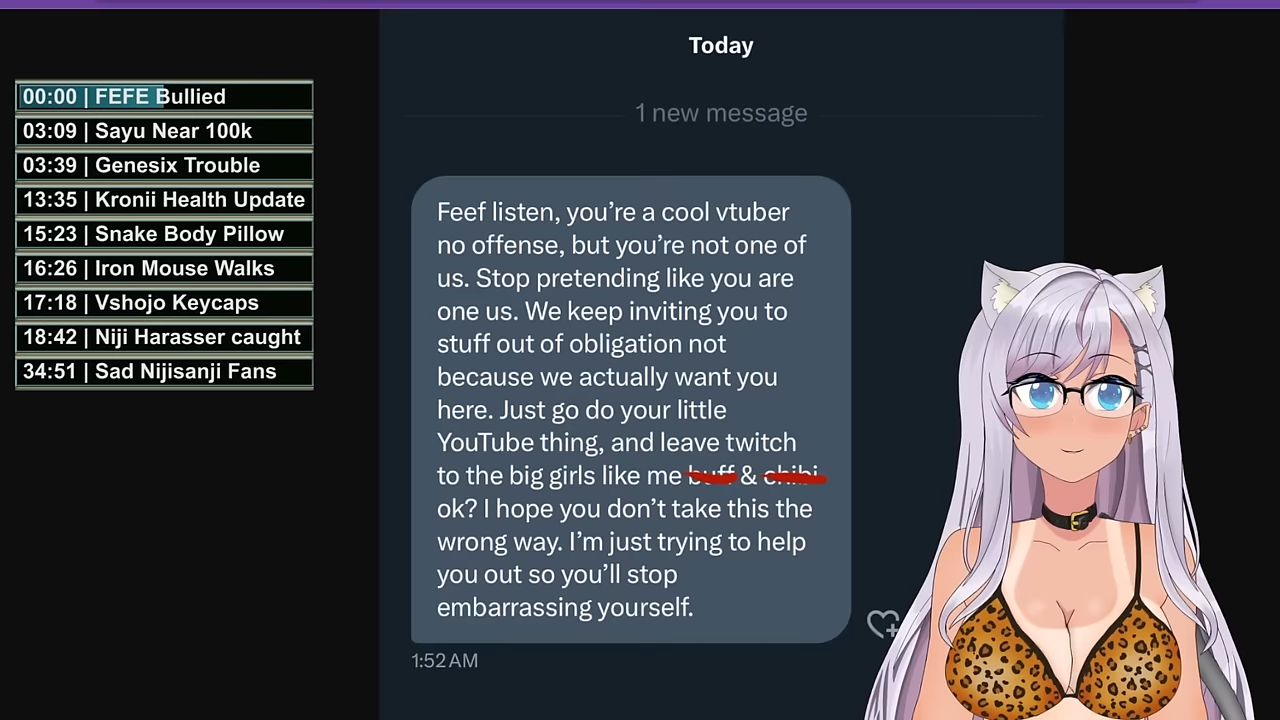 Today
1 new message
00:00 | FEFE Bullied
03:09 | Sayu Near 100k
03:39 | Genesix Trouble
13:35 | Kronii Health Update
15:23 | Snake Body Pillow
16:26 | Iron Mouse Walks
17:18 | Vshojo Keycaps
18:42 | Niji Harasser caught
34:51 | Sad Nijisanji Fans
Feef listen, you’re a cool vtuber
no offense, but you’re not one of
us. Stop pretending like you are
one us. We keep inviting you to
stuff out of obligation not
because we actually want you
here. Just go do your little
YouTube thing, and leave twitch
to the big girls like me buff & chibi
ok? I hope you don’t take this the
wrong way. I’m just trying to help
you out so you’ll stop
embarrassing yourself.
1:52 AM